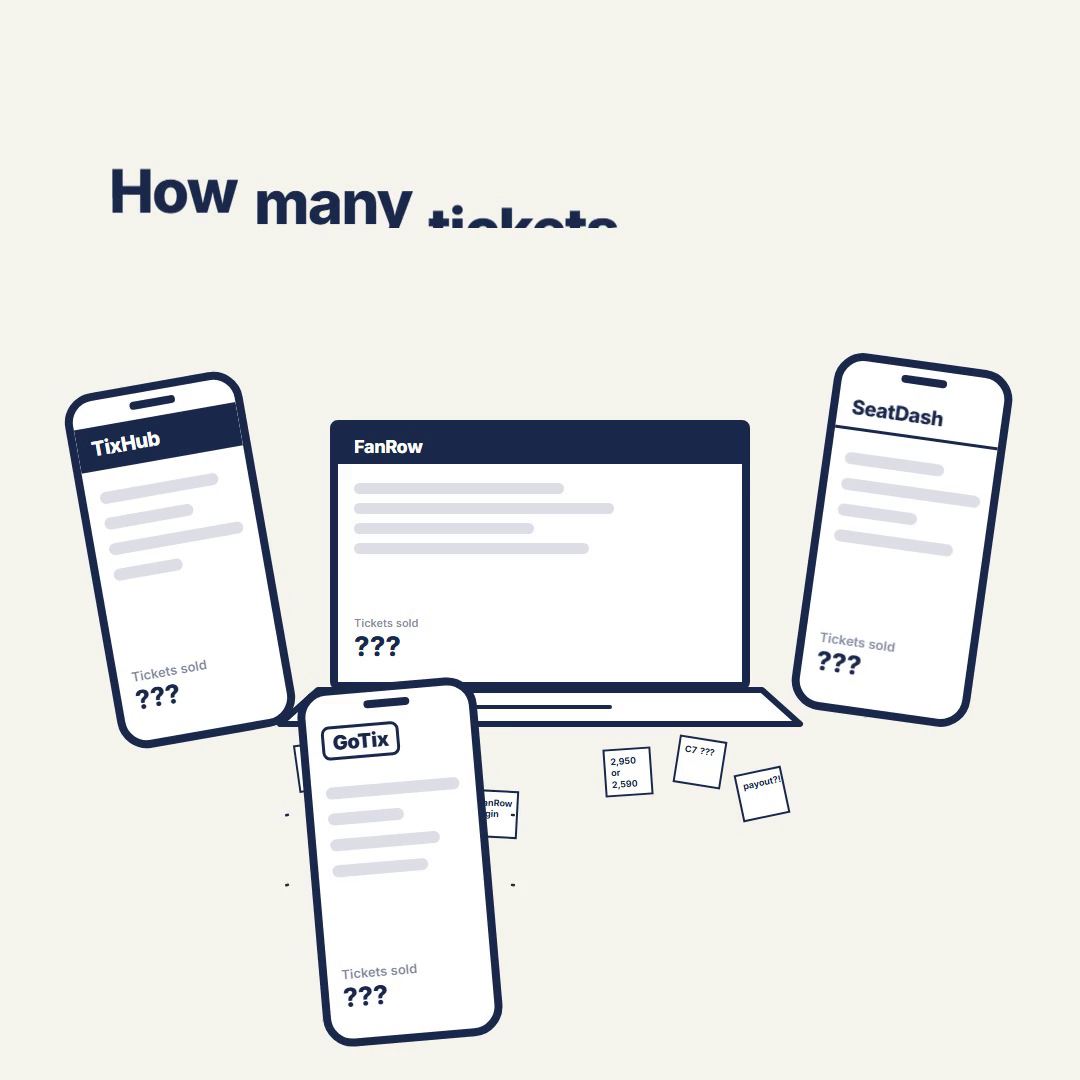 How many tickets
TixHub
Tickets sold
???
FanRow
Tickets sold
???
SeatDash
Tickets sold
???
GoTix
Tickets sold
???
2,950
or
2,590
C7 ???
payout?!